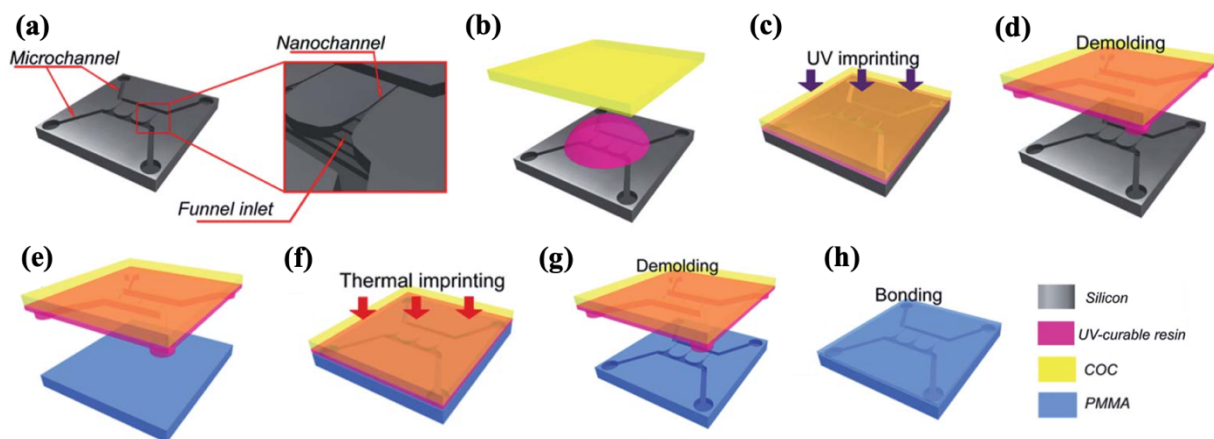 (a)
Nanochannel
Microchannel
Funnel inlet
(b)
(c)
UV imprinting
(d)
Demolding
(e)
(f)
Thermal imprinting
(g)
Demolding
(h)
Bonding
Silicon
UV-curable resin
COC
PMMA